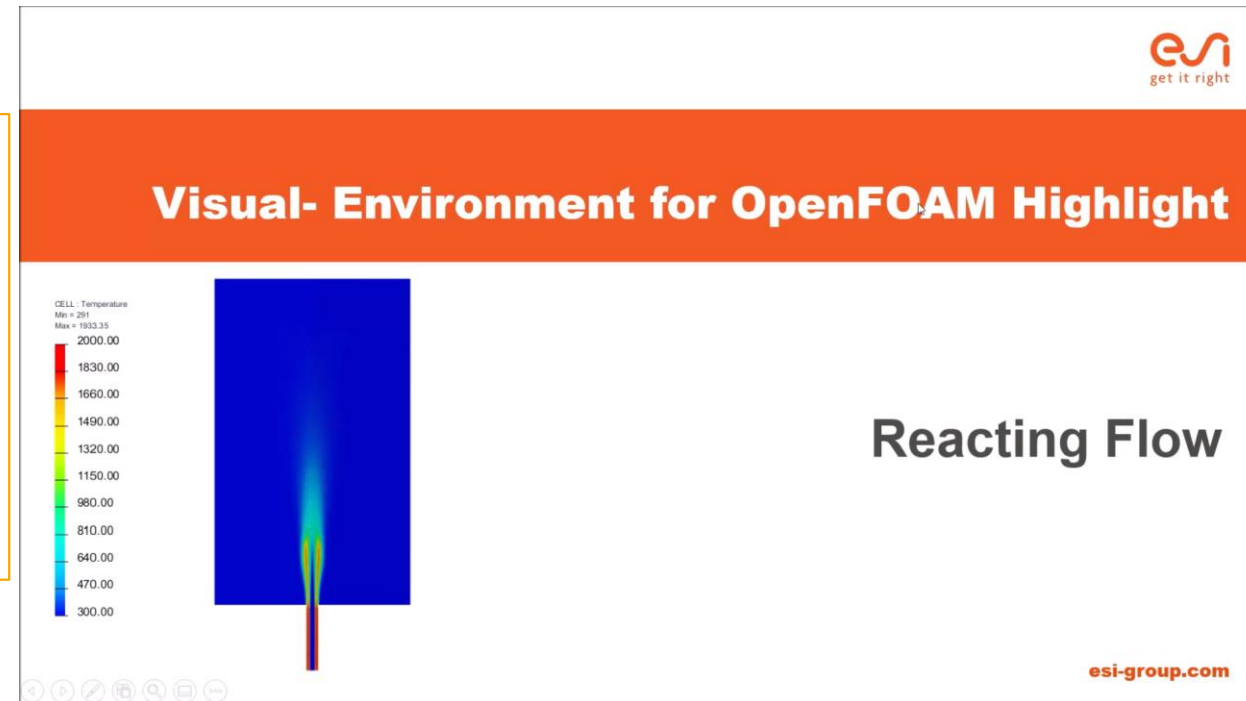 esi
get it right
Visual- Environment for OpenFOAM Highlight
CELL : Temperature
Min = 291
Max = 1933.35
2000.00
1830.00
1660.00
1490.00
1320.00
1150.00
980.00
810.00
640.00
470.00
300.00
Reacting Flow
esi-group.com